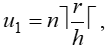 u₁ = n⌉r/h⌈,